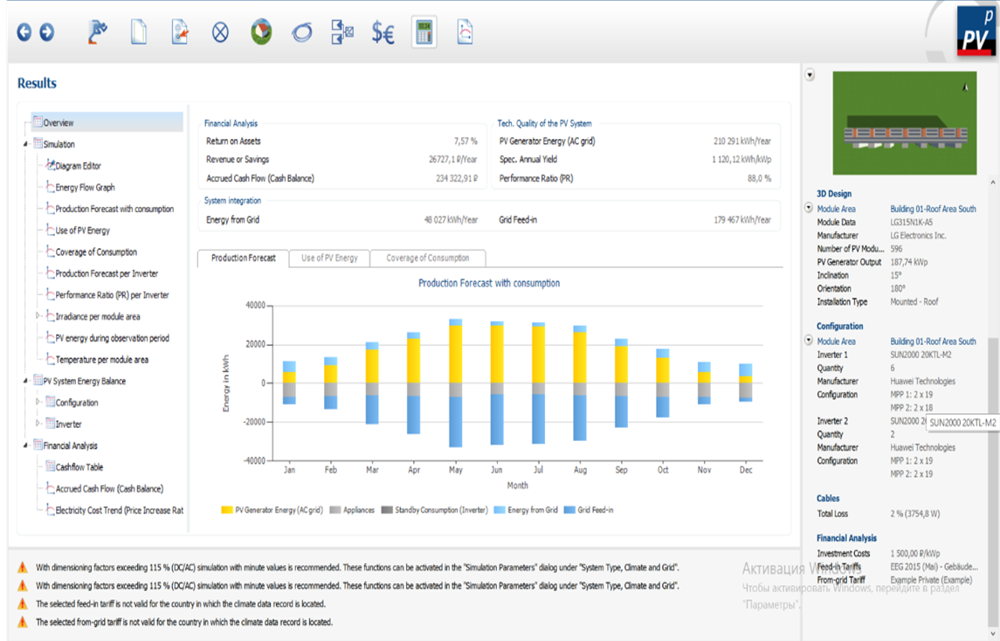 p
PV
Results
Overview
Simulation
Diagram Editor
Energy Flow Graph
Production Forecast with consumption
Use of PV Energy
Coverage of Consumption
Production Forecast per Inverter
Performance Ratio (PR) per Inverter
Irradiance per module area
PV energy during observation period
Temperature per module area
PV System Energy Balance
Configuration
Inverter
Financial Analysis
Cashflow Table
Accrued Cash Flow (Cash Balance)
Electricity Cost Trend (Price Increase Rat
Financial Analysis
Return on Assets 7,57 %
Revenue or Savings 26727,1 ₽/Year
Accrued Cash Flow (Cash Balance) 234 322,91 ₽
Tech. Quality of the PV System
PV Generator Energy (AC grid) 210 291 kWh/Year
Spec. Annual Yield 1 120,12 kWh/kWp
Performance Ratio (PR) 88,0 %
System integration
Energy from Grid 48 027 kWh/Year Grid Feed-in 179 467 kWh/Year
Production Forecast Use of PV Energy Coverage of Consumption
Production Forecast with consumption
40000
20000
0
-20000
-40000
Energy in kWh
Jan Feb Mar Apr May Jun Jul Aug Sep Oct Nov Dec
Month
PV Generator Energy (AC grid) Appliances Standby Consumption (Inverter) Energy from Grid Grid Feed-in
3D Design
Module Area Building 01-Roof Area South
Module Data LG315N1K-A5
Manufacturer LG Electronics Inc.
Number of PV Modu... 596
PV Generator Output 187,74 kWp
Inclination 15°
Orientation 180°
Installation Type Mounted - Roof
Configuration
Module Area Building 01-Roof Area South
Inverter 1 SUN2000 20KTL-M2
Quantity 6
Manufacturer Huawei Technologies
Configuration MPP 1: 2 x 19
MPP 2: 2 x 18
Inverter 2 SUN2000 20
SUN2000 20KTL-M2
Quantity 2
Manufacturer Huawei Technologies
Configuration MPP 1: 2 x 19
MPP 2: 2 x 19
Cables
Total Loss 2 % (3754,8 W)
Financial Analysis
Investment Costs 1 500,00 ₽/kWp
Feed-in Tariffs EEG 2015 (Mai) - Gebäude...
From-grid Tariff Example Private (Example)
With dimensioning factors exceeding 115 % (DC/AC) simulation with minute values is recommended. These functions can be activated in the "Simulation Parameters" dialog under "System Type, Climate and Grid".
With dimensioning factors exceeding 115 % (DC/AC) simulation with minute values is recommended. These functions can be activated in the "Simulation Parameters" dialog under "System Type, Climate and Grid".
The selected feed-in tariff is not valid for the country in which the climate data record is located.
The selected from-grid tariff is not valid for the country in which the climate data record is located.
Активация Windows
Чтобы активировать Windows, перейдите в раздел
"Параметры".